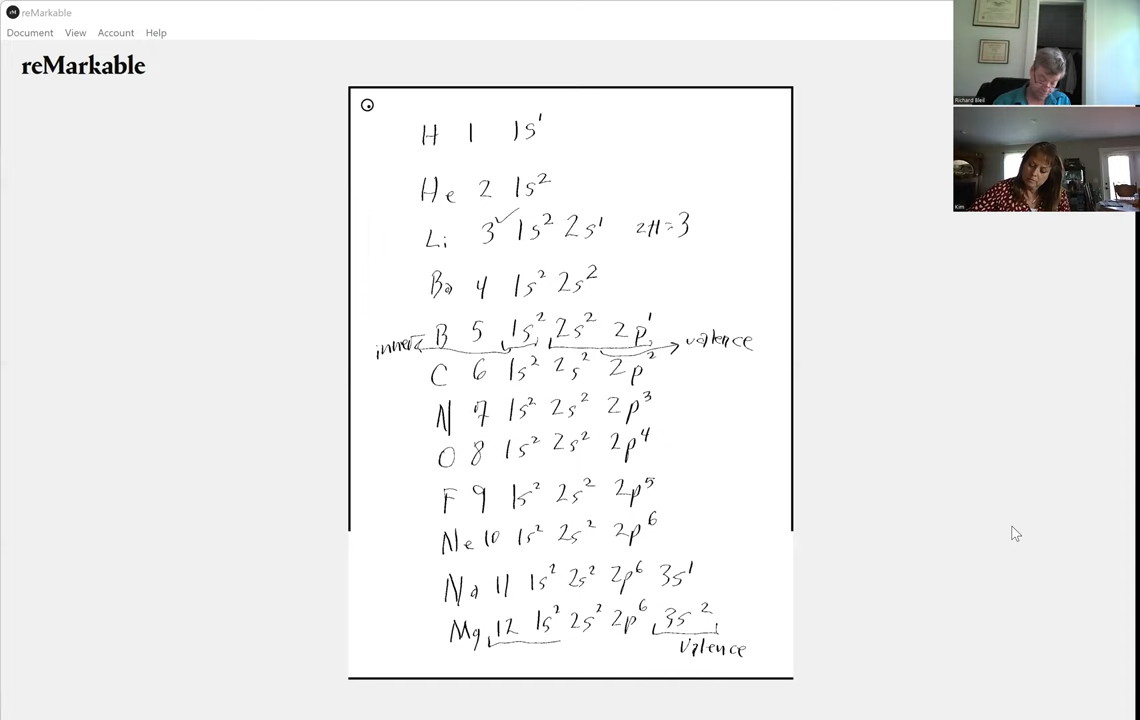 reMarkable
Document View Account Help
reMarkable
Richard Bleil
Kim
H 1 1s¹
He 2 1s²
Li 3 ✓ 1s² 2s¹ 2+1=3
Be 4 1s² 2s²
B 5 1s² 2s² 2p¹
inner valence
C 6 1s² 2s² 2p²
N 7 1s² 2s² 2p³
O 8 1s² 2s² 2p⁴
F 9 1s² 2s² 2p⁵
Ne 10 1s² 2s² 2p⁶
Na 11 1s² 2s² 2p⁶ 3s¹
Mg 12 1s² 2s² 2p⁶ 3s²
Valence